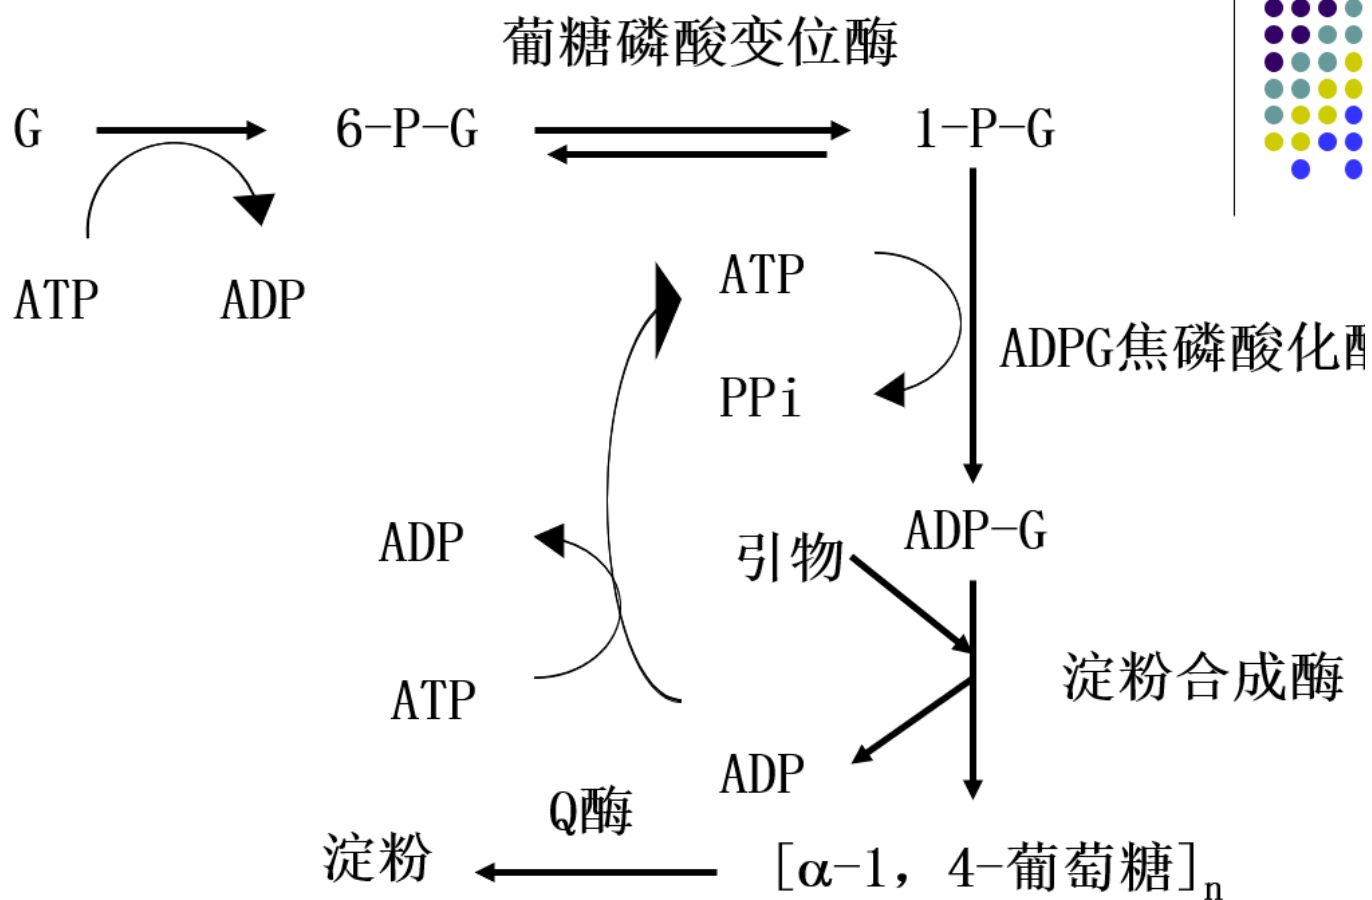 葡糖磷酸变位酶
G 6-P-G 1-P-G
ATP ADP
ATP
ADPG焦磷酸化
PPi
ADP-G
ADP
引物
淀粉合成酶
ATP
ADP
Q酶
淀粉
[α-1，4-葡萄糖]n